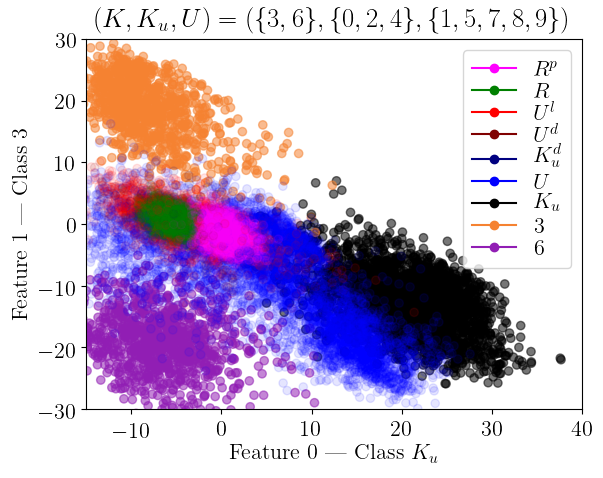 (K, K_u, U) = ({3, 6}, {0, 2, 4}, {1, 5, 7, 8, 9})
30
20
10
0
−10
−20
−30
Feature 1 — Class 3
R^p
R
U^l
U^d
K_u^d
U
K_u
3
6
−10
0
10
20
30
40
Feature 0 — Class K_u